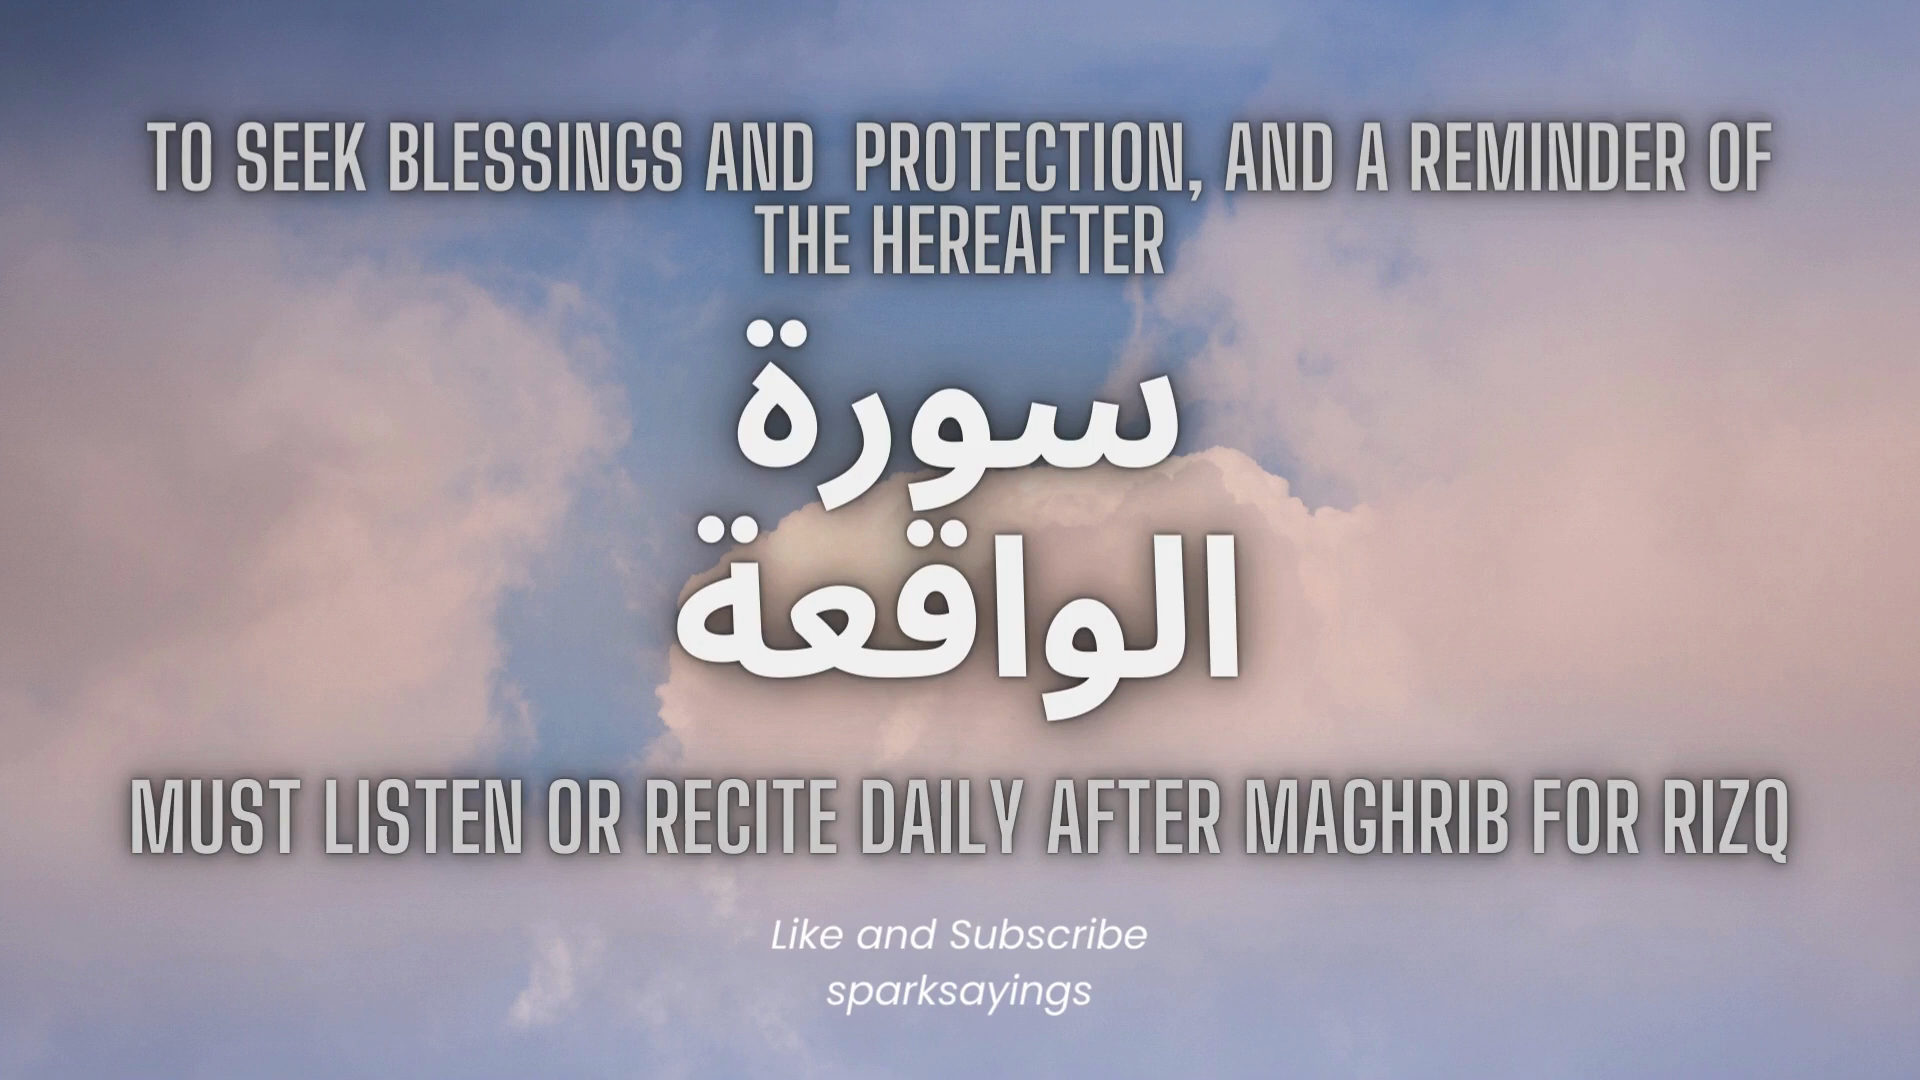 TO SEEK BLESSINGS AND PROTECTION, AND A REMINDER OF
THE HEREAFTER
سورة
الواقعة
MUST LISTEN OR RECITE DAILY AFTER MAGHRIB FOR RIZQ
Like and Subscribe
sparksayings